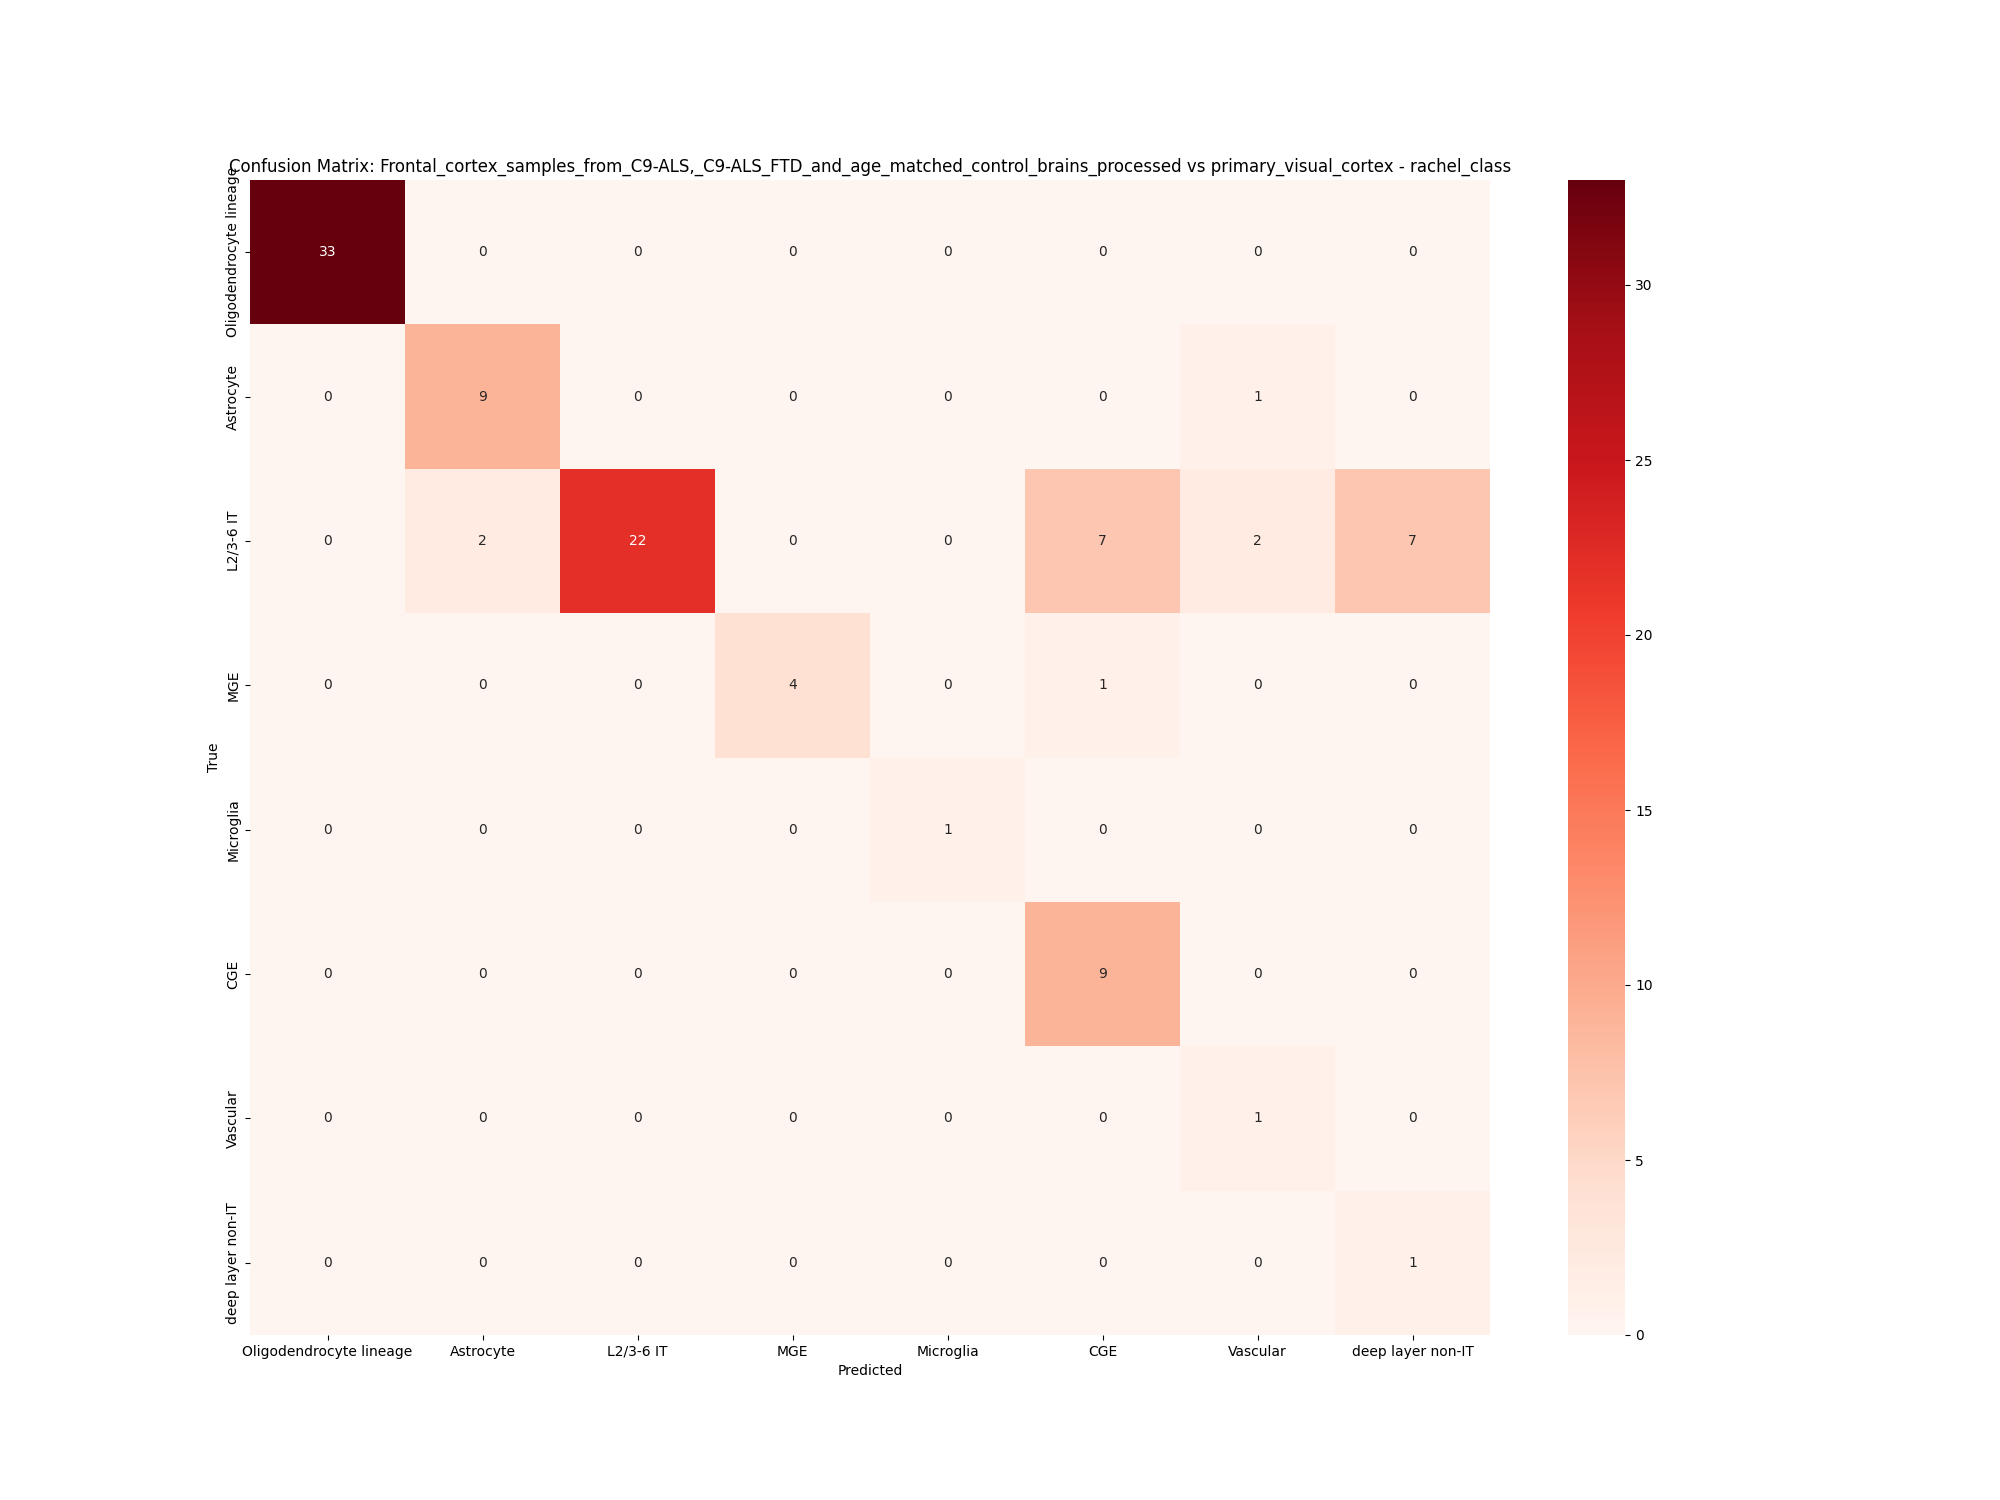 Confusion Matrix: Frontal_cortex_samples_from_C9-ALS,_C9-ALS_FTD_and_age_matched_control_brains_processed vs primary_visual_cortex - rachel_class
True
Oligodendrocyte lineage
33 0 0 0 0 0 0 0
Astrocyte
0 9 0 0 0 0 1 0
L2/3-6 IT
0 2 22 0 0 7 2 7
MGE
0 0 0 4 0 1 0 0
Microglia
0 0 0 0 1 0 0 0
CGE
0 0 0 0 0 9 0 0
Vascular
0 0 0 0 0 0 1 0
deep layer non-IT
0 0 0 0 0 0 0 1
Oligodendrocyte lineage Astrocyte L2/3-6 IT MGE Microglia CGE Vascular deep layer non-IT
Predicted
30
25
20
15
10
5
0